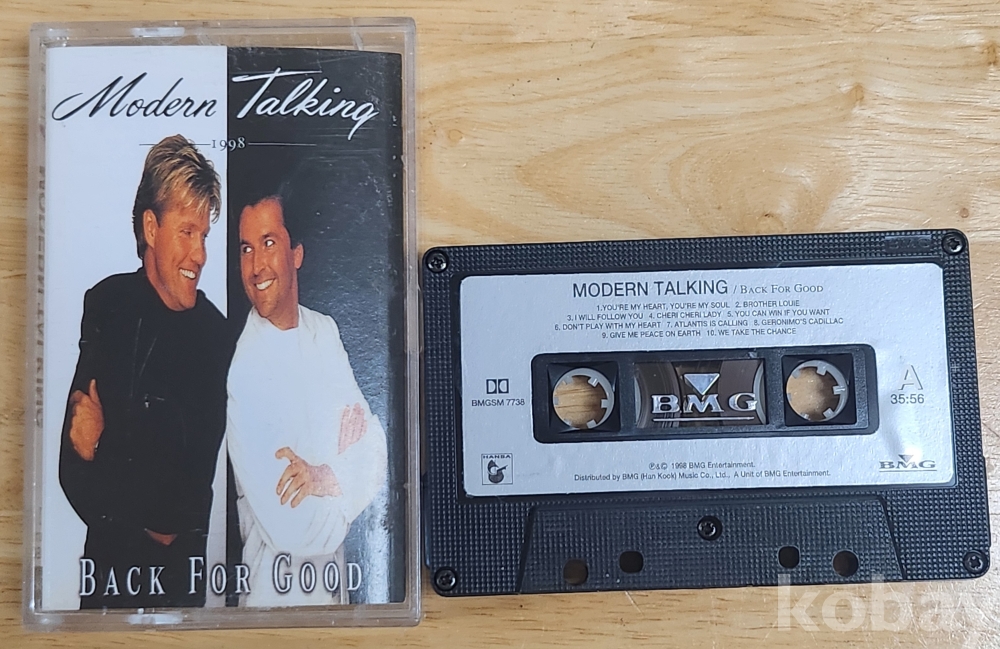 Modern Talking
1998
BACK FOR GOOD
MODERN TALKING
MODERN TALKING / BACK FOR GOOD
1.YOU'RE MY HEART, YOU'RE MY SOUL 2. BROTHER LOUIE
3. I WILL FOLLOW YOU 4. CHERI CHERI LADY 5. YOU CAN WIN IF YOU WANT
6. DON'T PLAY WITH MY HEART 7. ATLANTIS IS CALLING 8. GERONIMO'S CADILLAC
9. GIVE ME PEACE ON EARTH 10. WE TAKE THE CHANCE
BMGSM 7738
BMG
A
35:56
HANSA
℗&© 1998 BMG Entertainment.
Distributed by BMG (Han Kook) Music Co., Ltd., A Unit of BMG Entertainment.
BMG
kobay